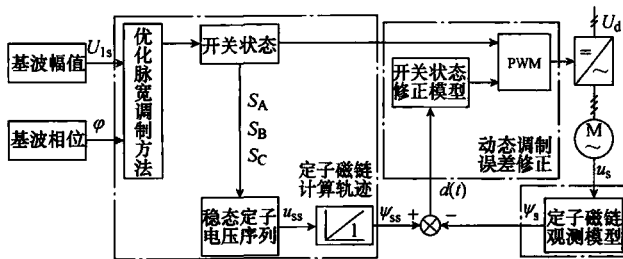 基波幅值
U1s
基波相位
φ
优化脉宽调制方法
开关状态
SA
SB
SC
稳态定子
电压序列
uss
定子磁链
计算轨迹
1
ψss
+
−
d(t)
开关状态
修正模型
PWM
动态调制
误差修正
Ud
=
~
M
~
us
ψs
定子磁链
观测模型